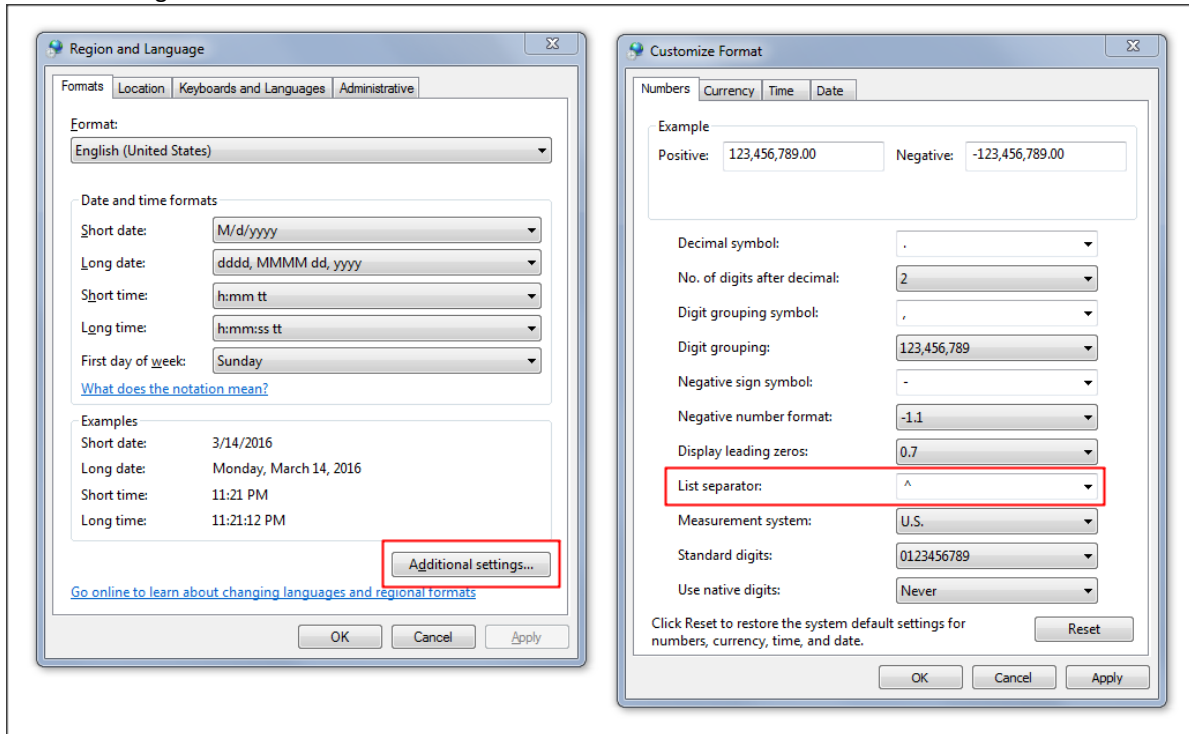 Region and Language
Formats Location Keyboards and Languages Administrative
Format:
English (United States)
Date and time formats
Short date: M/d/yyyy
Long date: dddd, MMMM dd, yyyy
Short time: h:mm tt
Long time: h:mm:ss tt
First day of week: Sunday
What does the notation mean?
Examples
Short date: 3/14/2016
Long date: Monday, March 14, 2016
Short time: 11:21 PM
Long time: 11:21:12 PM
Additional settings...
Go online to learn about changing languages and regional formats
OK Cancel Apply
Customize Format
Numbers Currency Time Date
Example
Positive: 123,456,789.00 Negative: -123,456,789.00
Decimal symbol: .
No. of digits after decimal: 2
Digit grouping symbol: ,
Digit grouping: 123,456,789
Negative sign symbol: -
Negative number format: -1.1
Display leading zeros: 0.7
List separator: ^
Measurement system: U.S.
Standard digits: 0123456789
Use native digits: Never
Click Reset to restore the system default settings for
numbers, currency, time, and date.
Reset
OK Cancel Apply